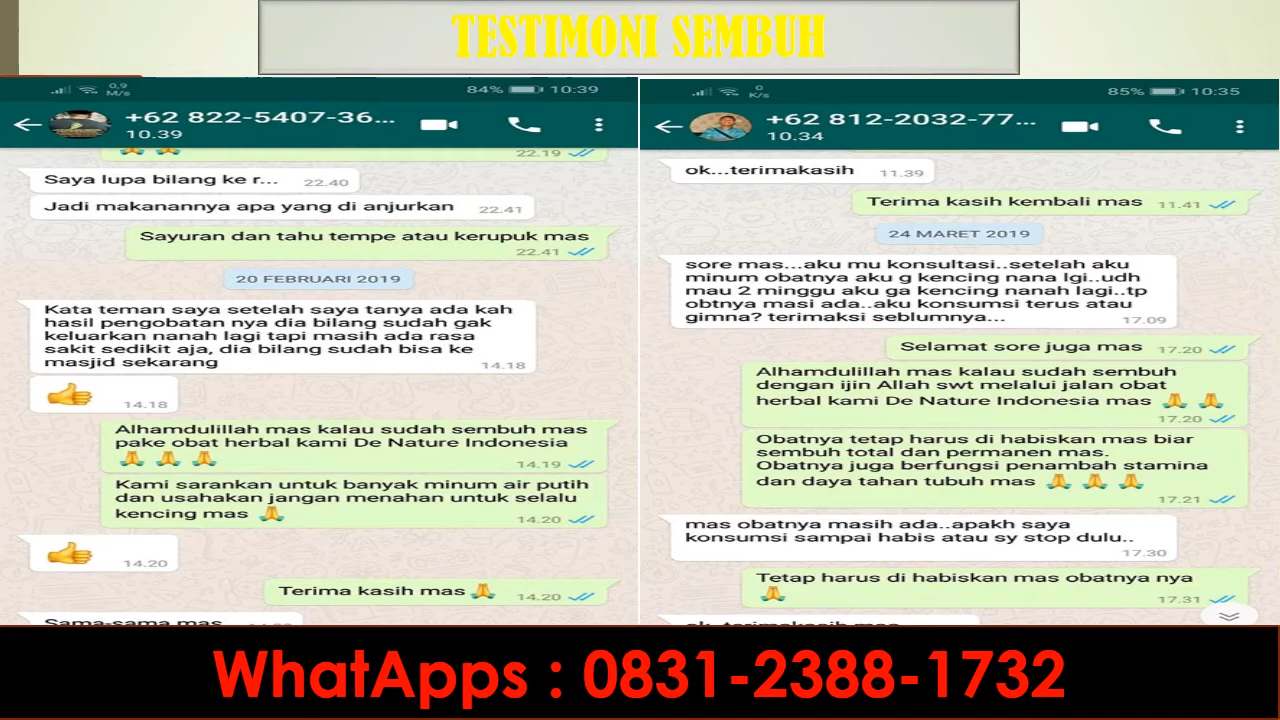 TESTIMONI SEMBUH
0,9
M/s
84% 10:39
+62 822-5407-36...
10.39
22.19
Saya lupa bilang ke r... 22.40
Jadi makanannya apa yang di anjurkan 22.41
Sayuran dan tahu tempe atau kerupuk mas
22.41
20 FEBRUARI 2019
Kata teman saya setelah saya tanya ada kah
hasil pengobatan nya dia bilang sudah gak
keluarkan nanah lagi tapi masih ada rasa
sakit sedikit aja, dia bilang sudah bisa ke
masjid sekarang
14.18
👍 14.18
Alhamdulillah mas kalau sudah sembuh mas
pake obat herbal kami De Nature Indonesia
🙏 🙏 🙏 14.19
Kami sarankan untuk banyak minum air putih
dan usahakan jangan menahan untuk selalu
kencing mas 🙏 14.20
👍 14.20
Terima kasih mas 🙏 14.20
Sama-sama mas
0
K/s
85% 10:35
+62 812-2032-77...
10.34
ok...terimakasih 11.39
Terima kasih kembali mas 11.41
24 MARET 2019
sore mas...aku mu konsultasi..setelah aku
minum obatnya aku g kencing nana lgi..udh
mau 2 minggu aku ga kencing nanah lagi..tp
obtnya masi ada..aku konsumsi terus atau
gimna? terimaksi seblumnya...
17.09
Selamat sore juga mas 17.20
Alhamdulillah mas kalau sudah sembuh
dengan ijin Allah swt melalui jalan obat
herbal kami De Nature Indonesia mas 🙏 🙏
17.20
Obatnya tetap harus di habiskan mas biar
sembuh total dan permanen mas.
Obatnya juga berfungsi penambah stamina
dan daya tahan tubuh mas 🙏 🙏 🙏
17.21
mas obatnya masih ada..apakh saya
konsumsi sampai habis atau sy stop dulu..
17.30
Tetap harus di habiskan mas obatnya nya
🙏 17.31
ok..terimakasih mas
WhatApps : 0831-2388-1732